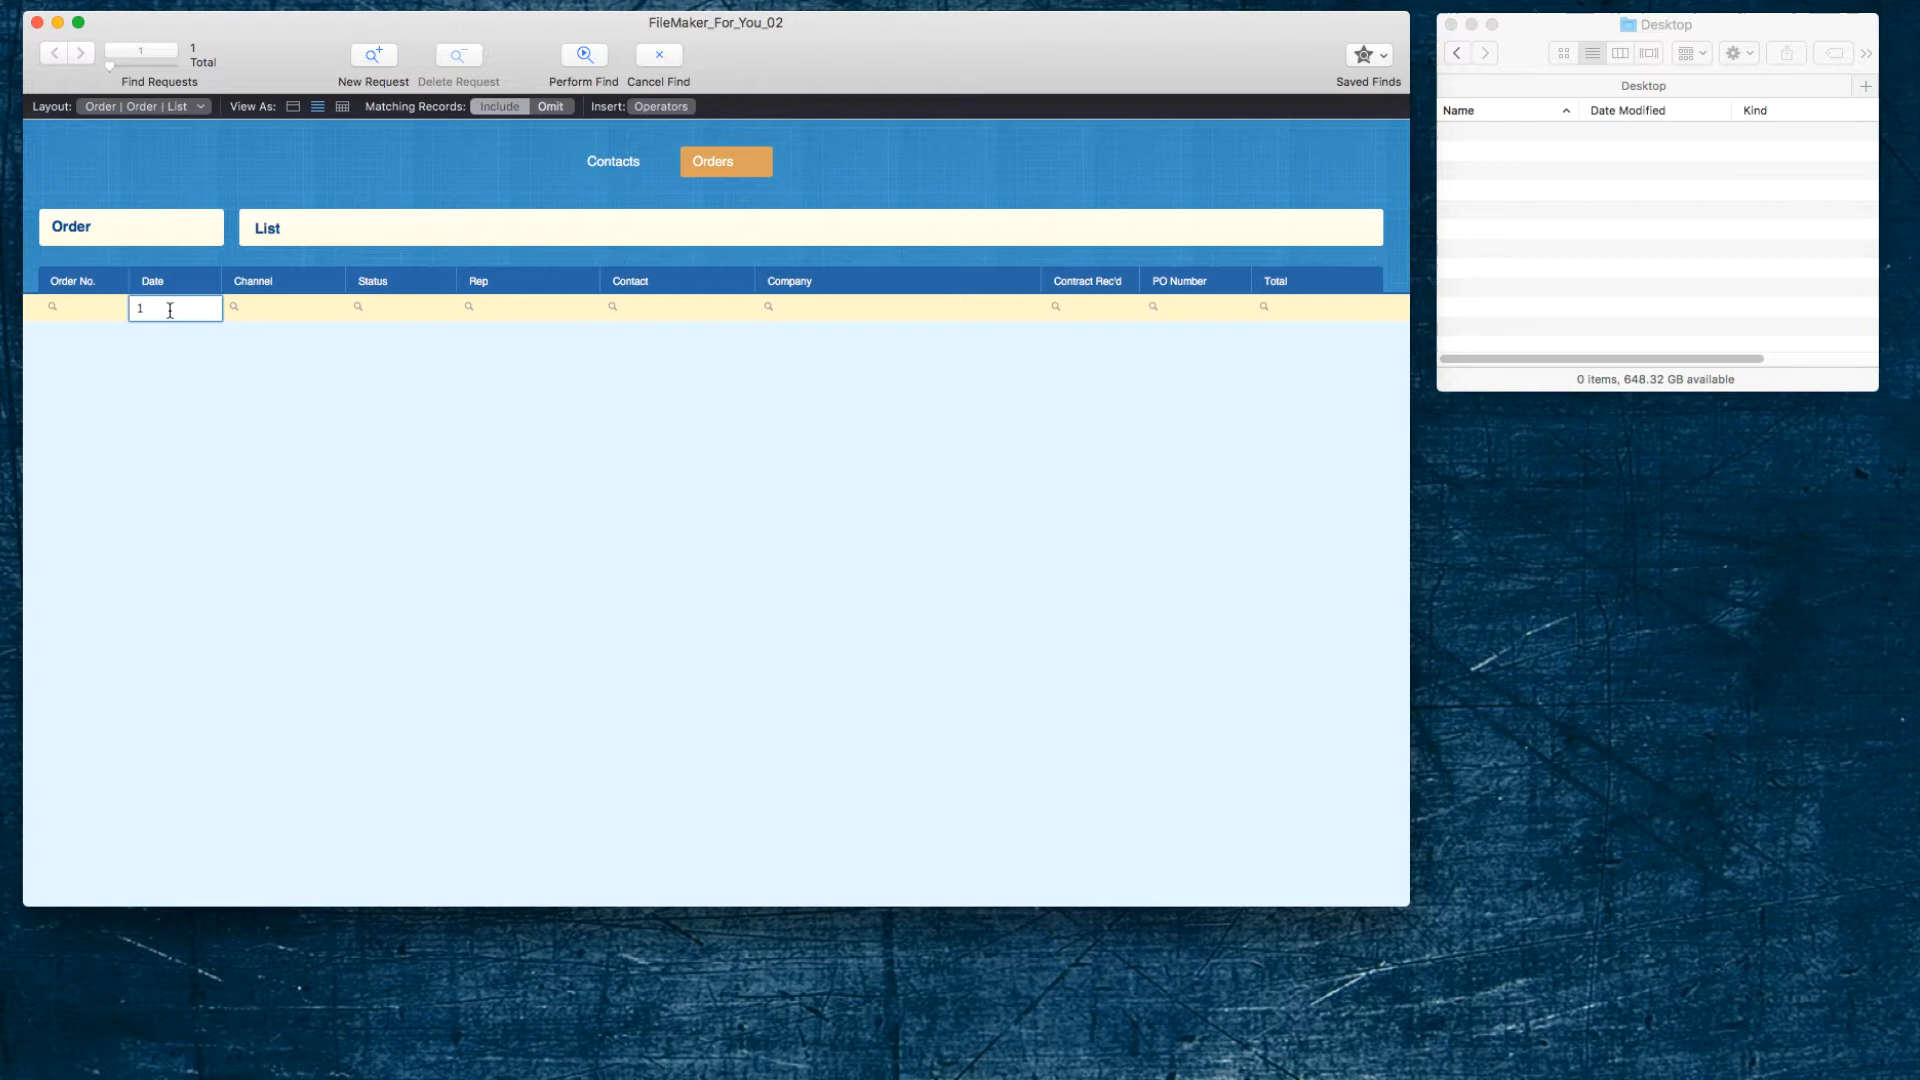 FileMaker_For_You_02
1
1
Total
Find Requests
New Request
Delete Request
Perform Find
Cancel Find
Saved Finds
Layout: Order | Order | List
View As:
Matching Records: Include Omit
Insert: Operators
Contacts
Orders
Order
List
Order No. Date Channel Status Rep Contact Company Contract Rec'd PO Number Total
1
Desktop
Desktop
Name Date Modified Kind
0 items, 648.32 GB available